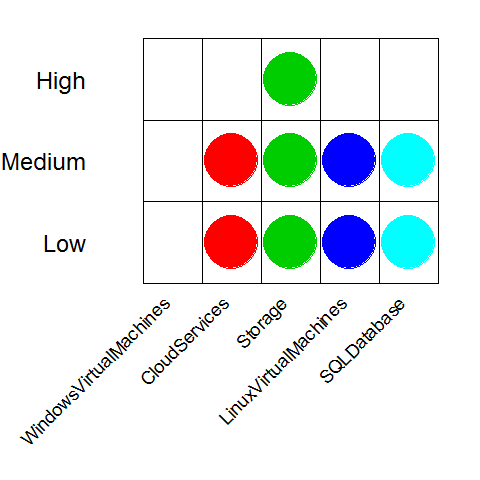 High
Medium
Low
WindowsVirtualMachines
CloudServices
Storage
LinuxVirtualMachines
SQLDatabase